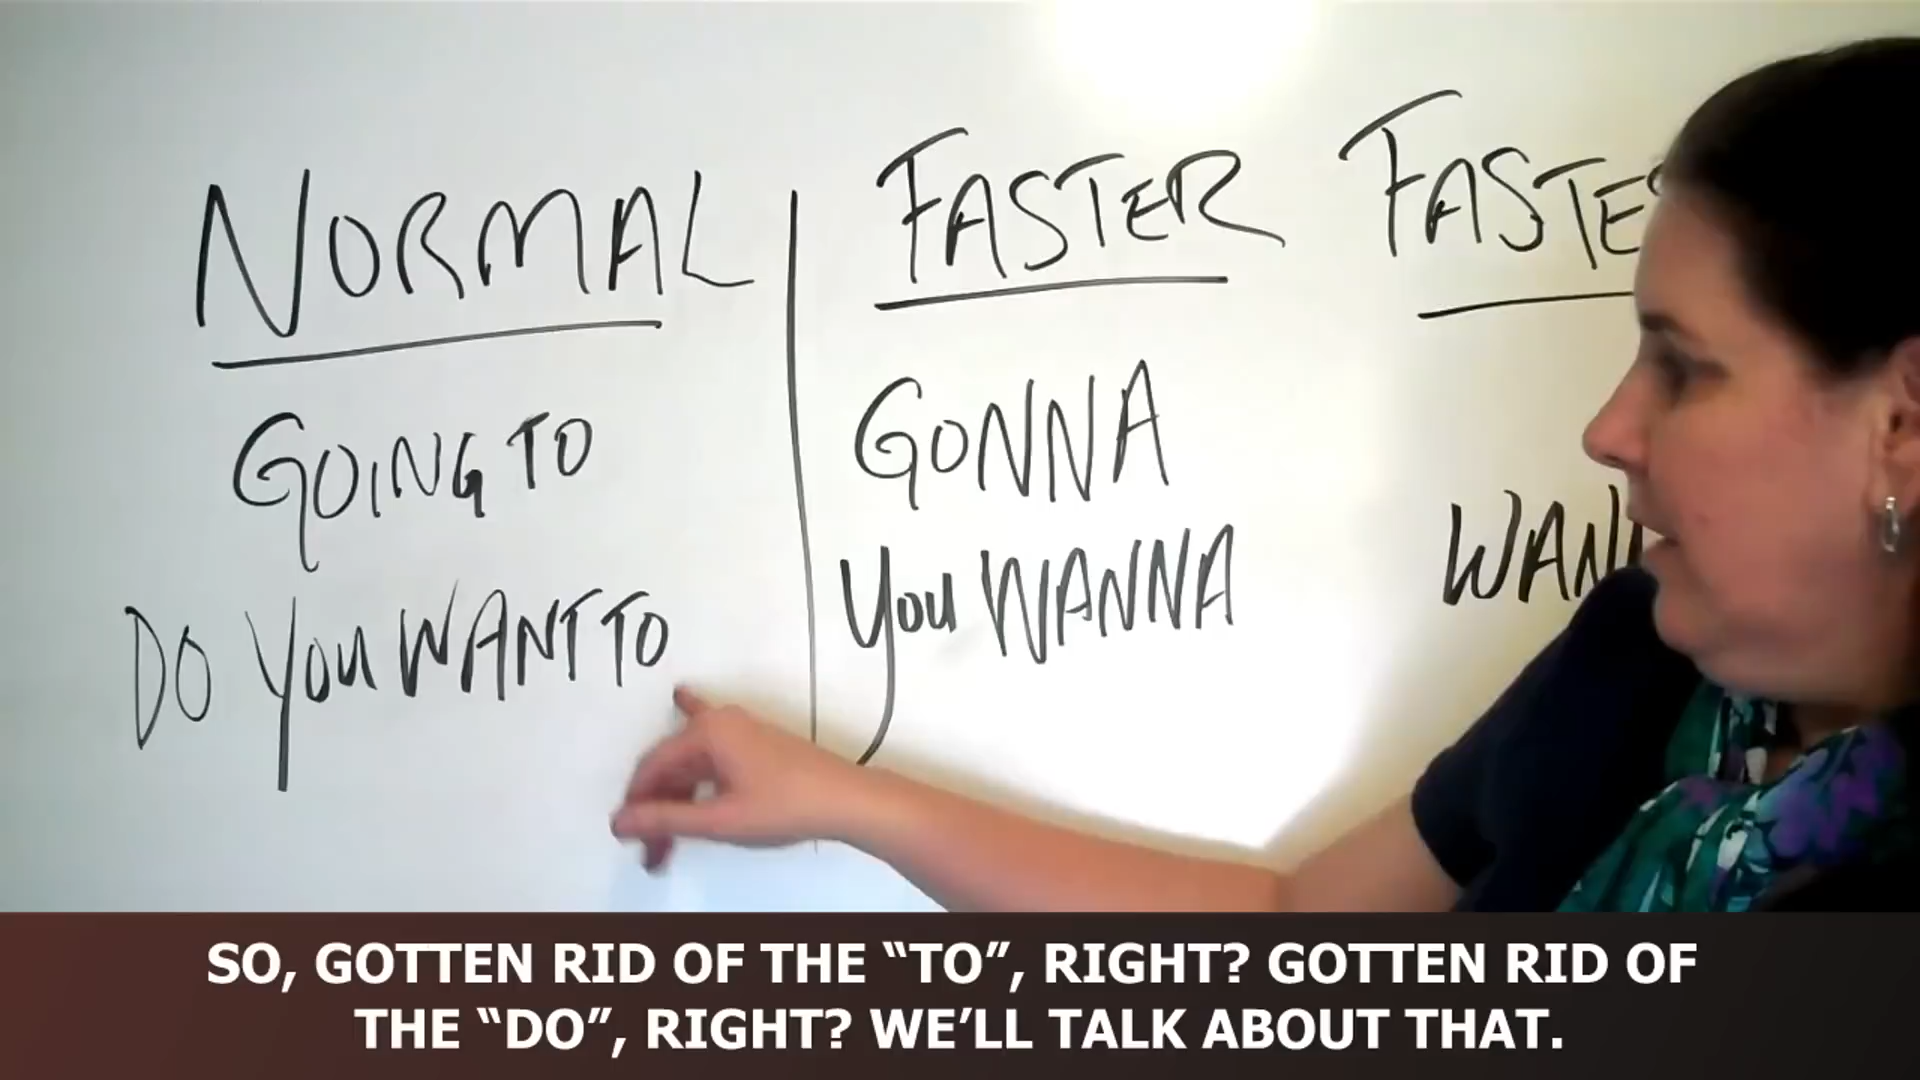 NORMAL
FASTER
GOING TO
GONNA
DO YOU WANT TO
YOU WANNA
SO, GOTTEN RID OF THE “TO”, RIGHT? GOTTEN RID OF
THE “DO”, RIGHT? WE’LL TALK ABOUT THAT.